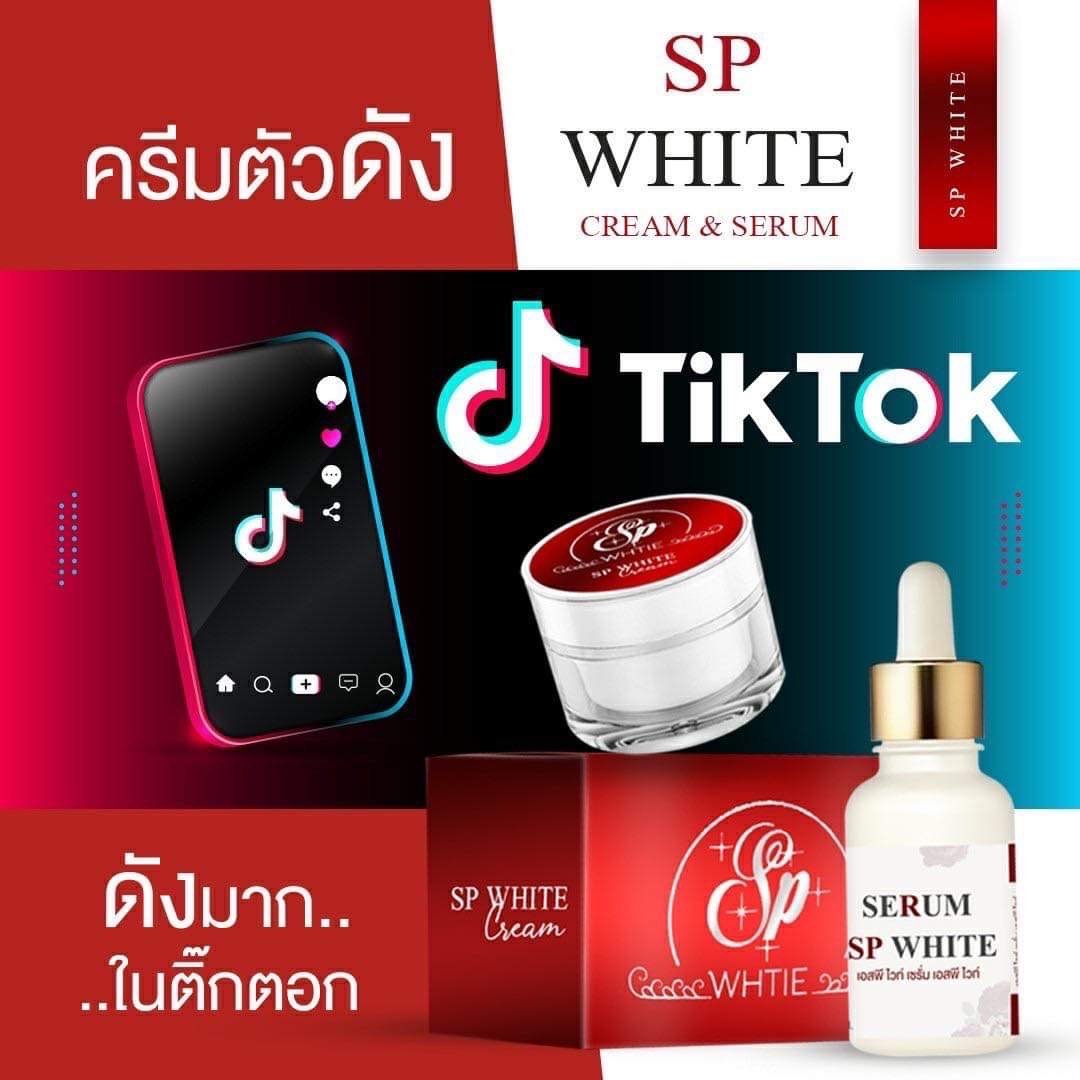 ครีมตัวดัง
SP
WHITE
CREAM & SERUM
SP WHITE
TikTok
Sp
WHTIE
SP WHITE
Cream
SP WHITE
Cream
Sp
WHTIE
SERUM
SP WHITE
เอสพี ไวท์ เซรั่ม เอสพี ไวท์
ดังมาก..
..ในติ๊กตอก